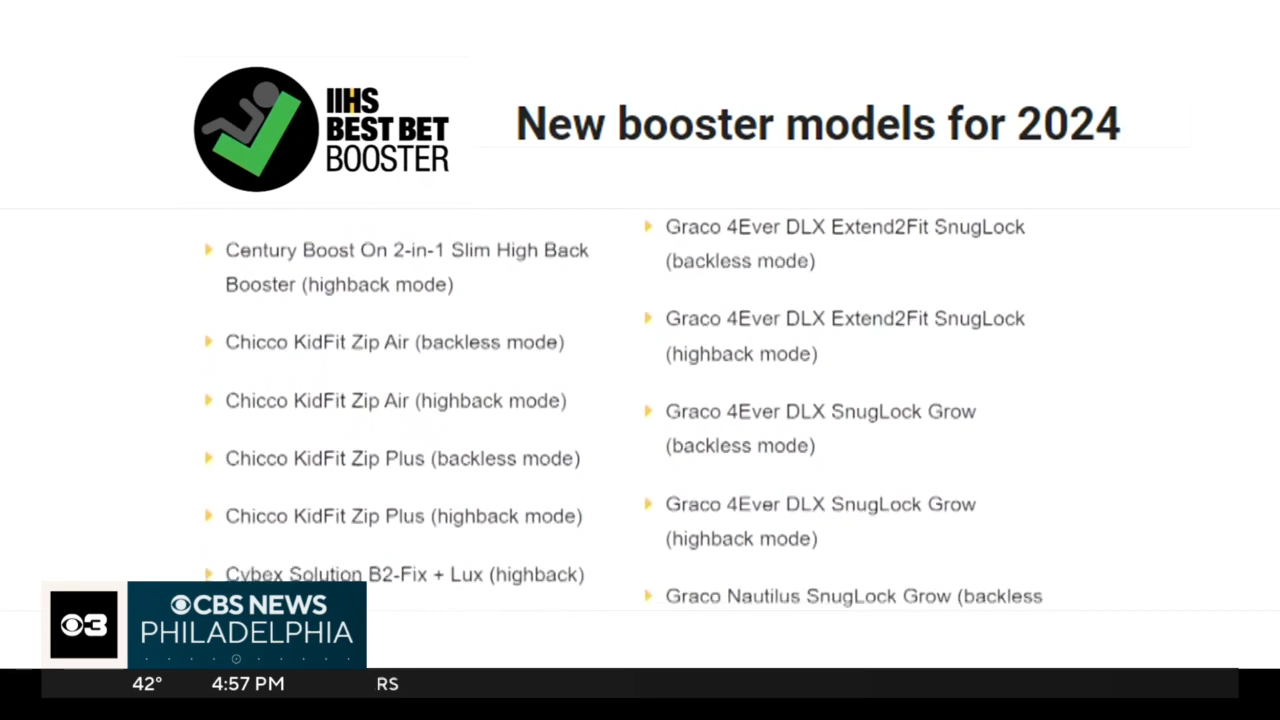 IIHS
BEST BET
BOOSTER
New booster models for 2024
Century Boost On 2-in-1 Slim High Back
Booster (highback mode)
Chicco KidFit Zip Air (backless mode)
Chicco KidFit Zip Air (highback mode)
Chicco KidFit Zip Plus (backless mode)
Chicco KidFit Zip Plus (highback mode)
Cybex Solution B2-Fix + Lux (highback)
Graco 4Ever DLX Extend2Fit SnugLock
(backless mode)
Graco 4Ever DLX Extend2Fit SnugLock
(highback mode)
Graco 4Ever DLX SnugLock Grow
(backless mode)
Graco 4Ever DLX SnugLock Grow
(highback mode)
Graco Nautilus SnugLock Grow (backless
3
CBS NEWS
PHILADELPHIA
42° 4:57 PM RS